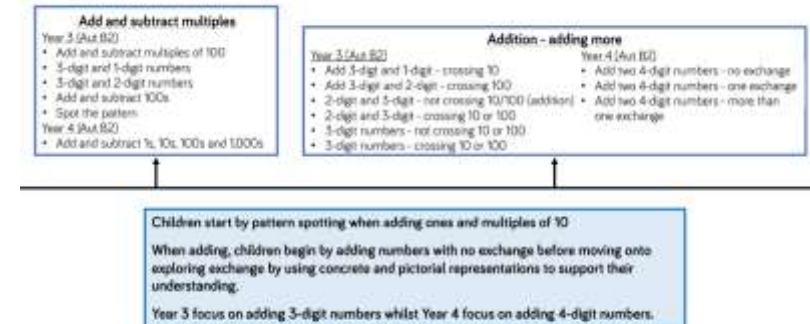 Add and subtract multiples
Year 3 (Aut B2)
• Add and subtract multiples of 100
• 3-digit and 1-digit numbers
• 3-digit and 2-digit numbers
• Add and subtract 100s
• Spot the pattern
Year 4 (Aut B2)
• Add and subtract 1s, 10s, 100s and 1,000s
Addition - adding more
Year 3 (Aut B2)
• Add 3-digit and 1-digit - crossing 10
• Add 3-digit and 2-digit - crossing 100
• 2-digit and 3-digit - not crossing 10/100 (addition)
• 2-digit and 3-digit - crossing 10 or 100
• 3-digit numbers - not crossing 10 or 100
• 3-digit numbers - crossing 10 or 100
Year 4 (Aut B2)
• Add two 4-digit numbers - no exchange
• Add two 4-digit numbers - one exchange
• Add two 4-digit numbers - more than
one exchange
Children start by pattern spotting when adding ones and multiples of 10
When adding, children begin by adding numbers with no exchange before moving onto
exploring exchange by using concrete and pictorial representations to support their
understanding.
Year 3 focus on adding 3-digit numbers whilst Year 4 focus on adding 4-digit numbers.